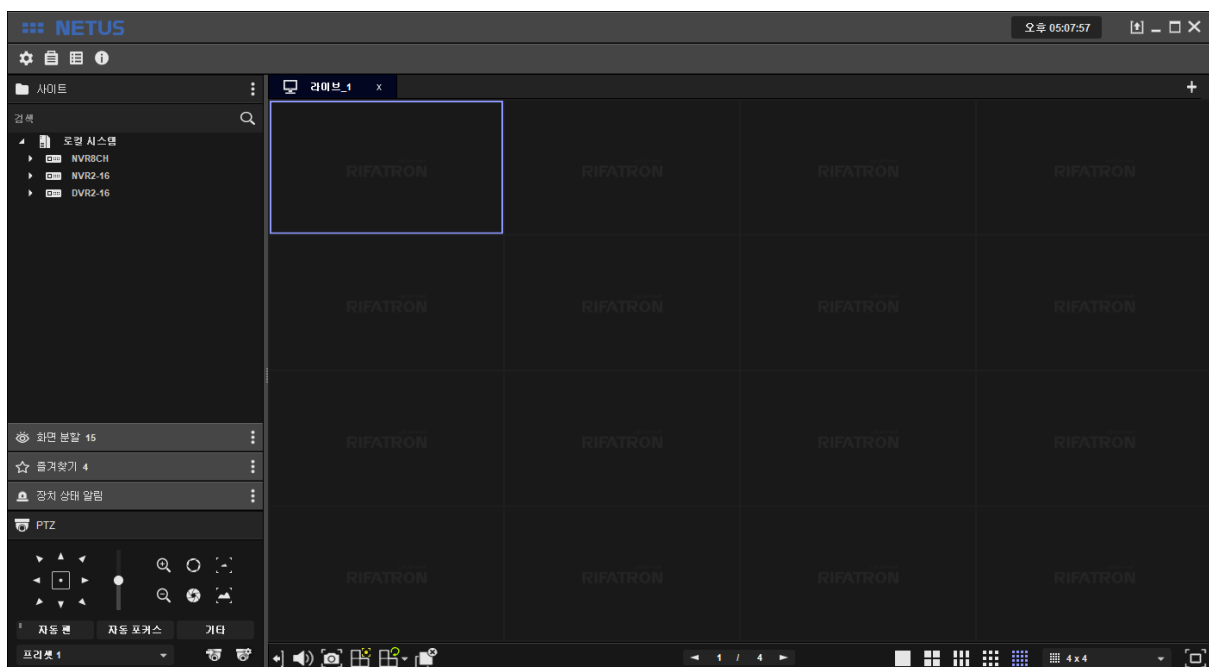 NETUS
오후 05:07:57
사이트
라이브_1 x
검색
로컬 시스템
NVR8CH
NVR2-16
DVR2-16
RIFATRON RIFATRON RIFATRON RIFATRON
RIFATRON RIFATRON RIFATRON RIFATRON
RIFATRON RIFATRON RIFATRON RIFATRON
RIFATRON RIFATRON RIFATRON RIFATRON
화면 분할 15
즐겨찾기 4
장치 상태 알림
PTZ
자동 팬 자동 포커스 기타
프리셋 1
1 / 4
4 x 4